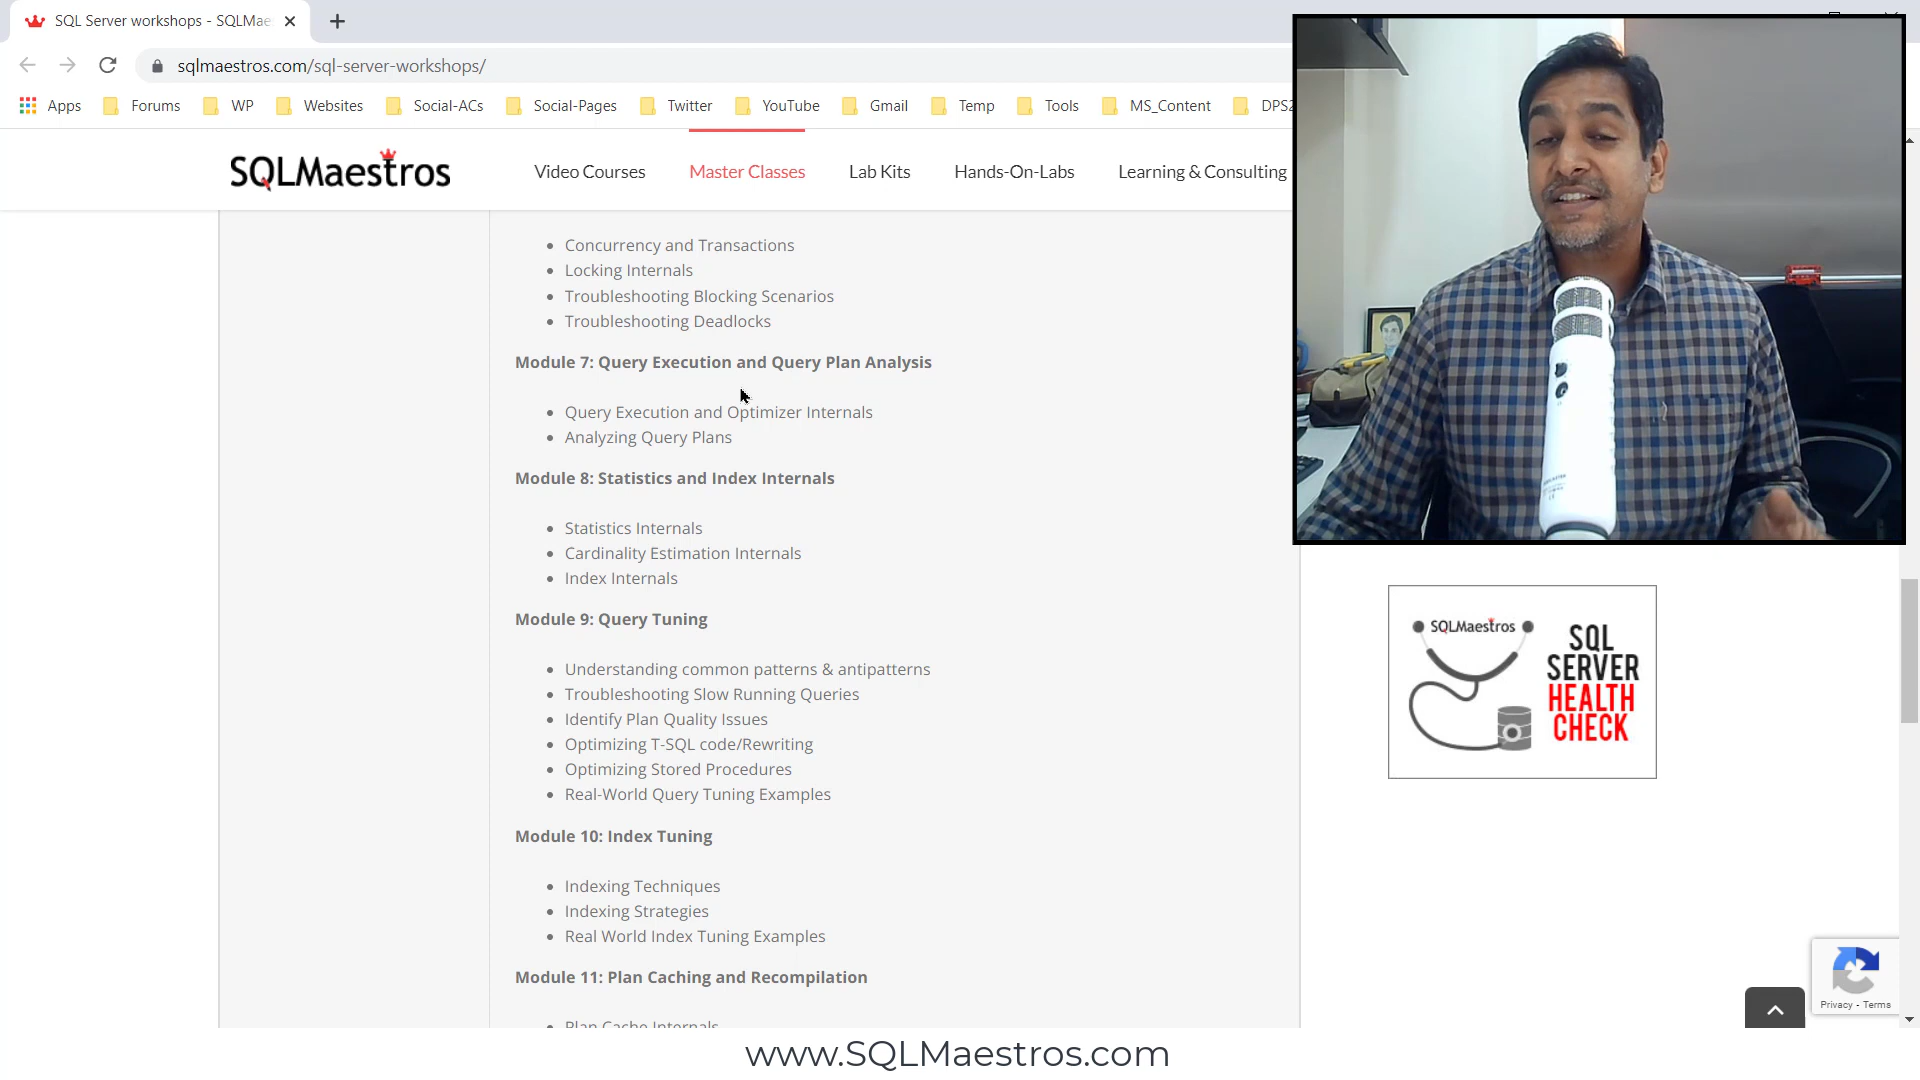 SQL Server workshops - SQLMae
sqlmaestros.com/sql-server-workshops/
Apps Forums WP Websites Social-ACs Social-Pages Twitter YouTube Gmail Temp Tools MS_Content DPS2
SQLMaestros
Video Courses Master Classes Lab Kits Hands-On-Labs Learning & Consulting
Concurrency and Transactions
Locking Internals
Troubleshooting Blocking Scenarios
Troubleshooting Deadlocks
Module 7: Query Execution and Query Plan Analysis
Query Execution and Optimizer Internals
Analyzing Query Plans
Module 8: Statistics and Index Internals
Statistics Internals
Cardinality Estimation Internals
Index Internals
Module 9: Query Tuning
Understanding common patterns & antipatterns
Troubleshooting Slow Running Queries
Identify Plan Quality Issues
Optimizing T-SQL code/Rewriting
Optimizing Stored Procedures
Real-World Query Tuning Examples
Module 10: Index Tuning
Indexing Techniques
Indexing Strategies
Real World Index Tuning Examples
Module 11: Plan Caching and Recompilation
Plan Cache Internals
SQLMaestros
SQL
SERVER
HEALTH
CHECK
Privacy - Terms
www.SQLMaestros.com